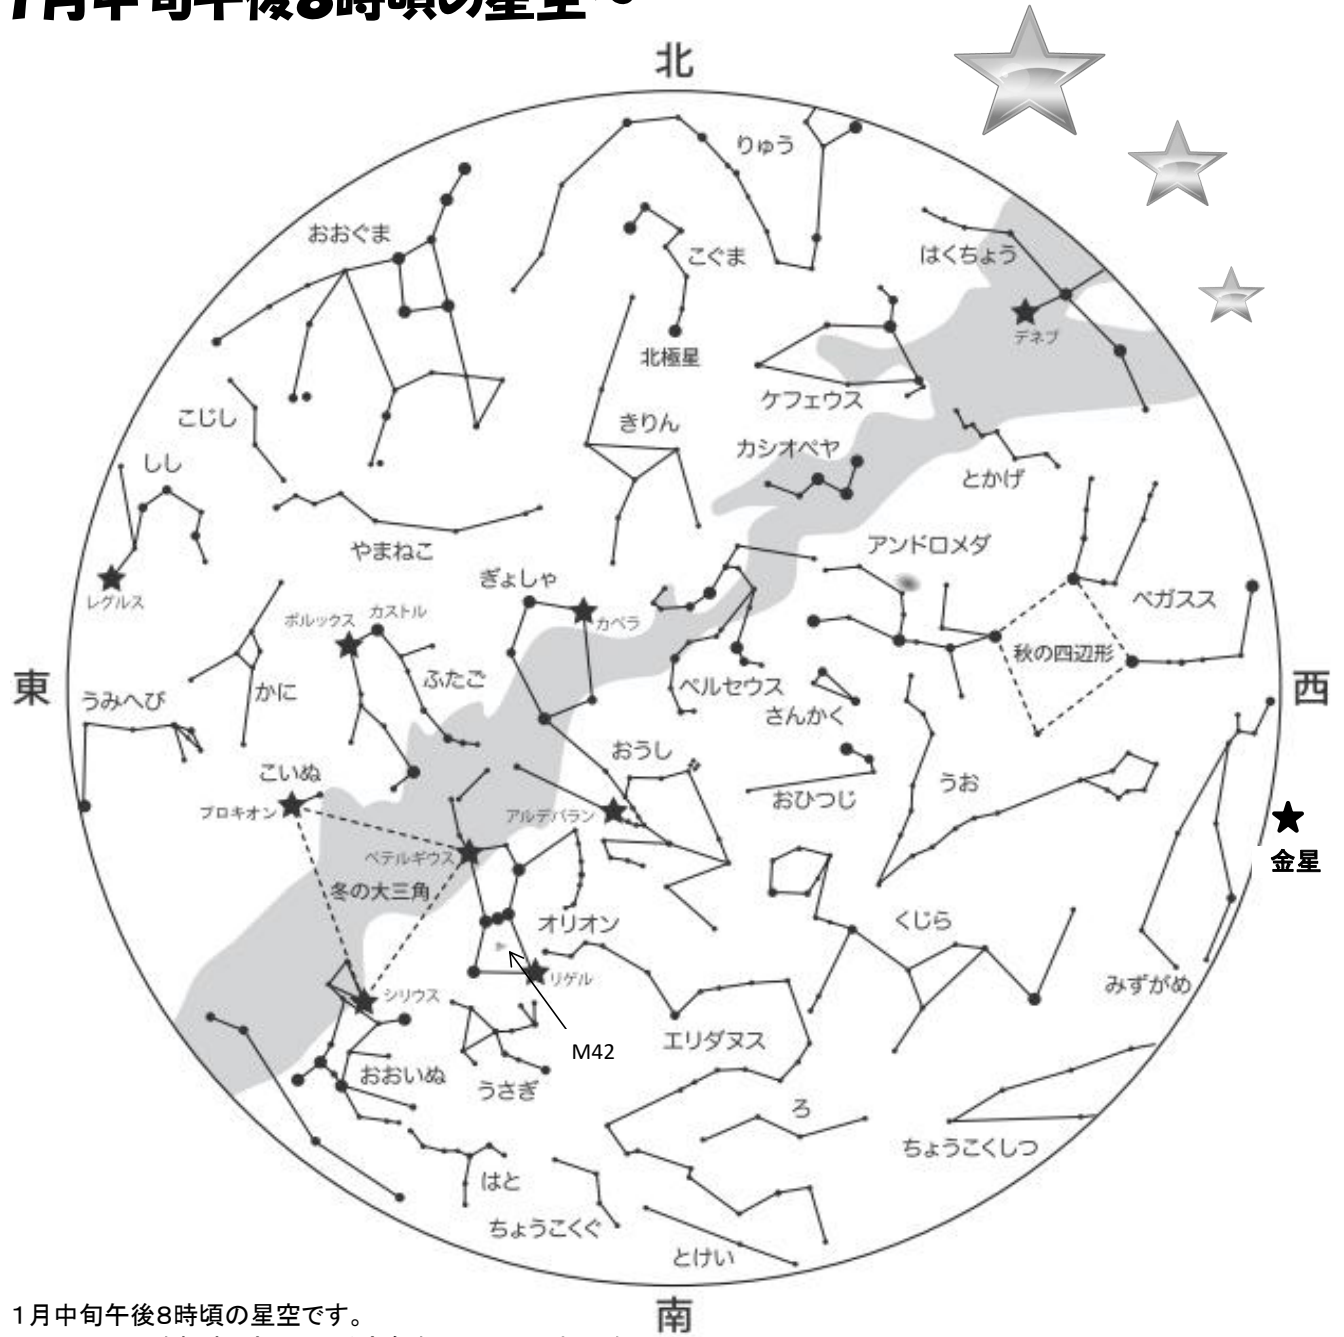 1月中旬午後8時頃の星空～
北
りゅう
おおぐま
こぐま
はくちょう
デネブ
北極星
ケフェウス
こじし
きりん
カシオペヤ
しし
とかげ
やまねこ
アンドロメダ
ぎょしゃ
レグルス
ポルックス
カストル
カペラ
ペガスス
秋の四辺形
東
かに
ふたご
ペルセウス
西
うみへび
さんかく
おうし
こいぬ
おひつじ
うお
プロキオン
アルデバラン
金星
ベテルギウス
冬の大三角
オリオン
くじら
リゲル
みずがめ
シリウス
M42
エリダヌス
おおいぬ
うさぎ
ろ
ちょうこくしつ
はと
ちょうこくぐ
とけい
南
1月中旬午後8時頃の星空です。